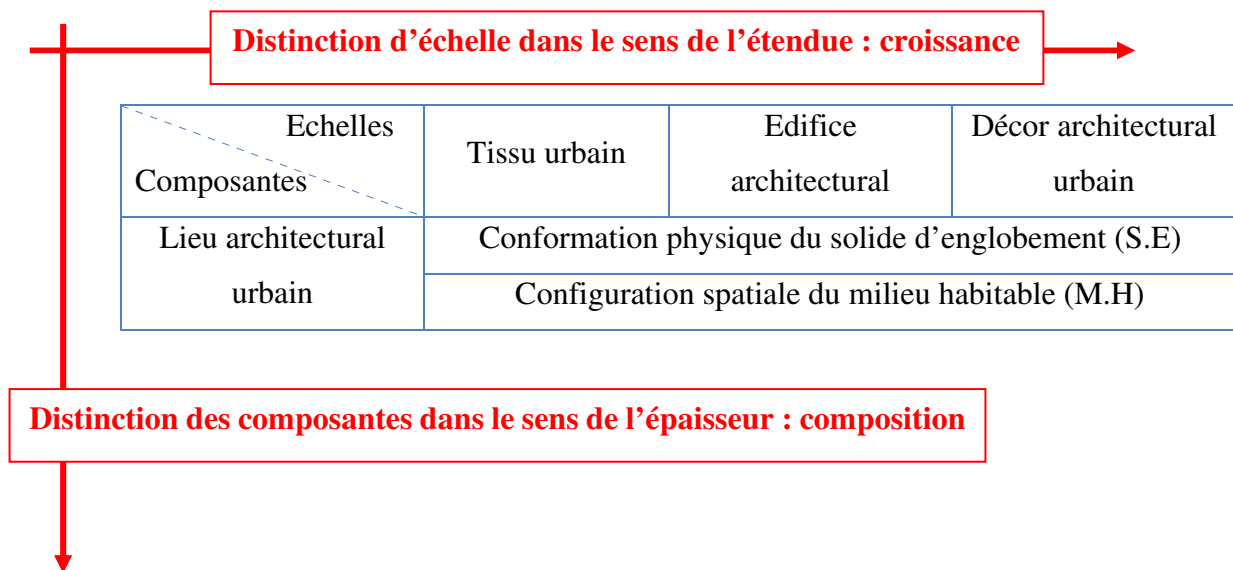 Distinction d’échelle dans le sens de l’étendue : croissance
Echelles
Composantes
Tissu urbain
Edifice
architectural
Décor architectural
urbain
Lieu architectural
urbain
Conformation physique du solide d’englobement (S.E)
Configuration spatiale du milieu habitable (M.H)
Distinction des composantes dans le sens de l’épaisseur : composition